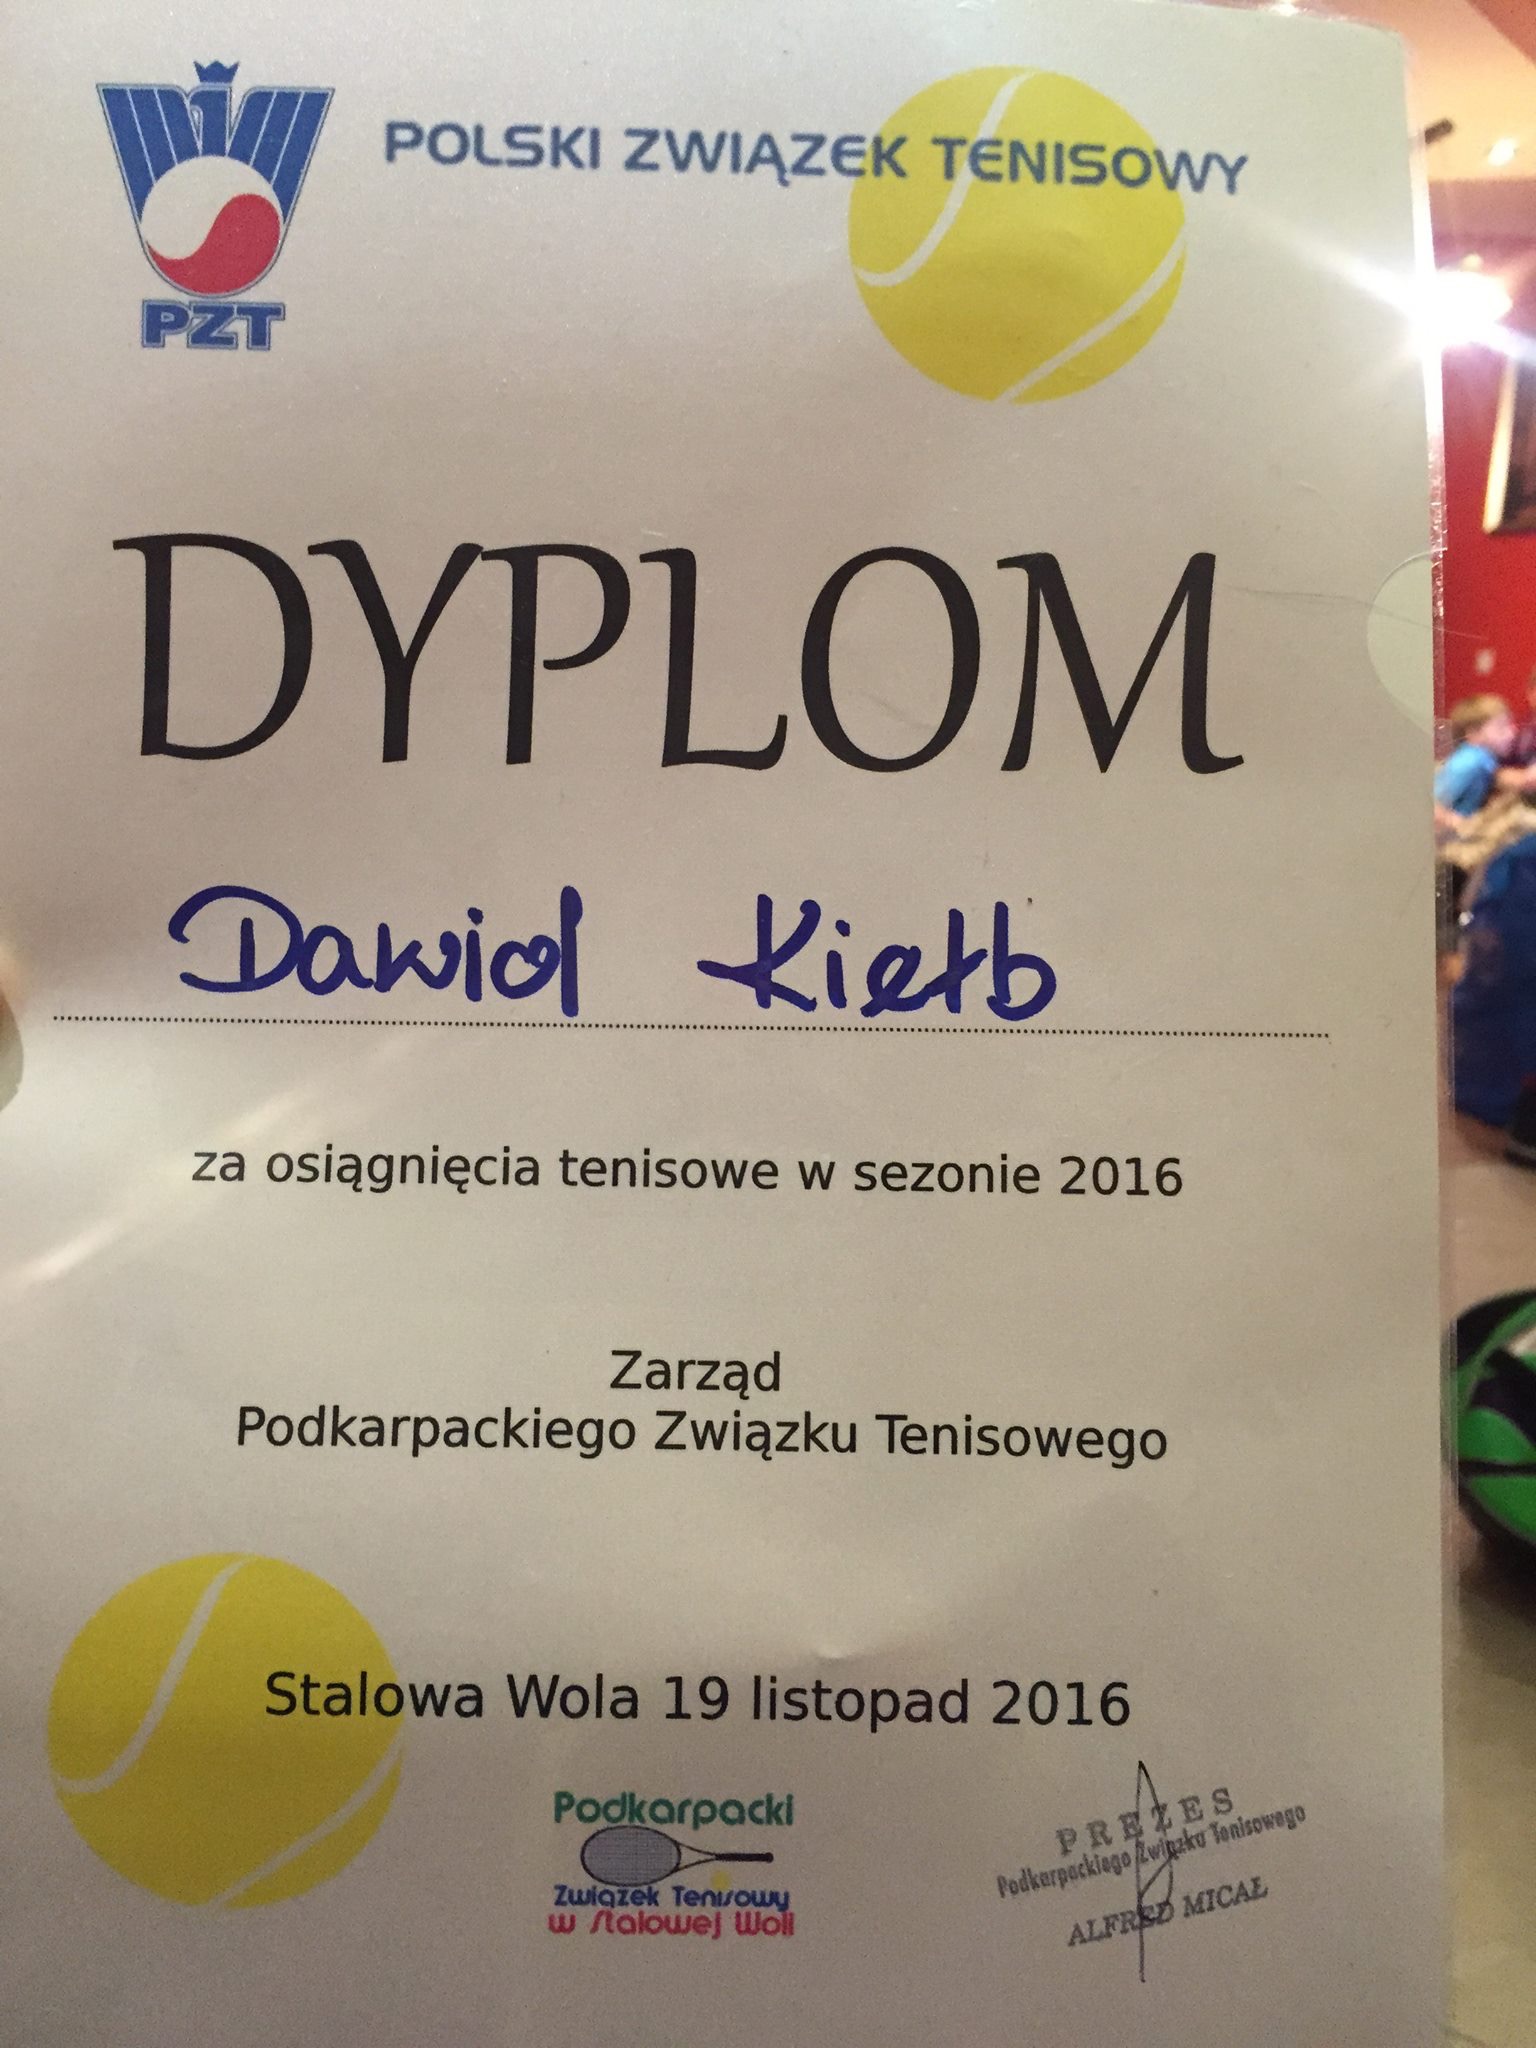 POLSKI ZWIĄZEK TENISOWY
PZT
DYPLOM
Dawid Kiełb
za osiągnięcia tenisowe w sezonie 2016
Zarząd
Podkarpackiego Związku Tenisowego
Stalowa Wola 19 listopad 2016
Podkarpacki
Związek Tenisowy
w Stalowej Woli
PREZES
Podkarpackiego Związku Tenisowego
ALFRED MICAŁ